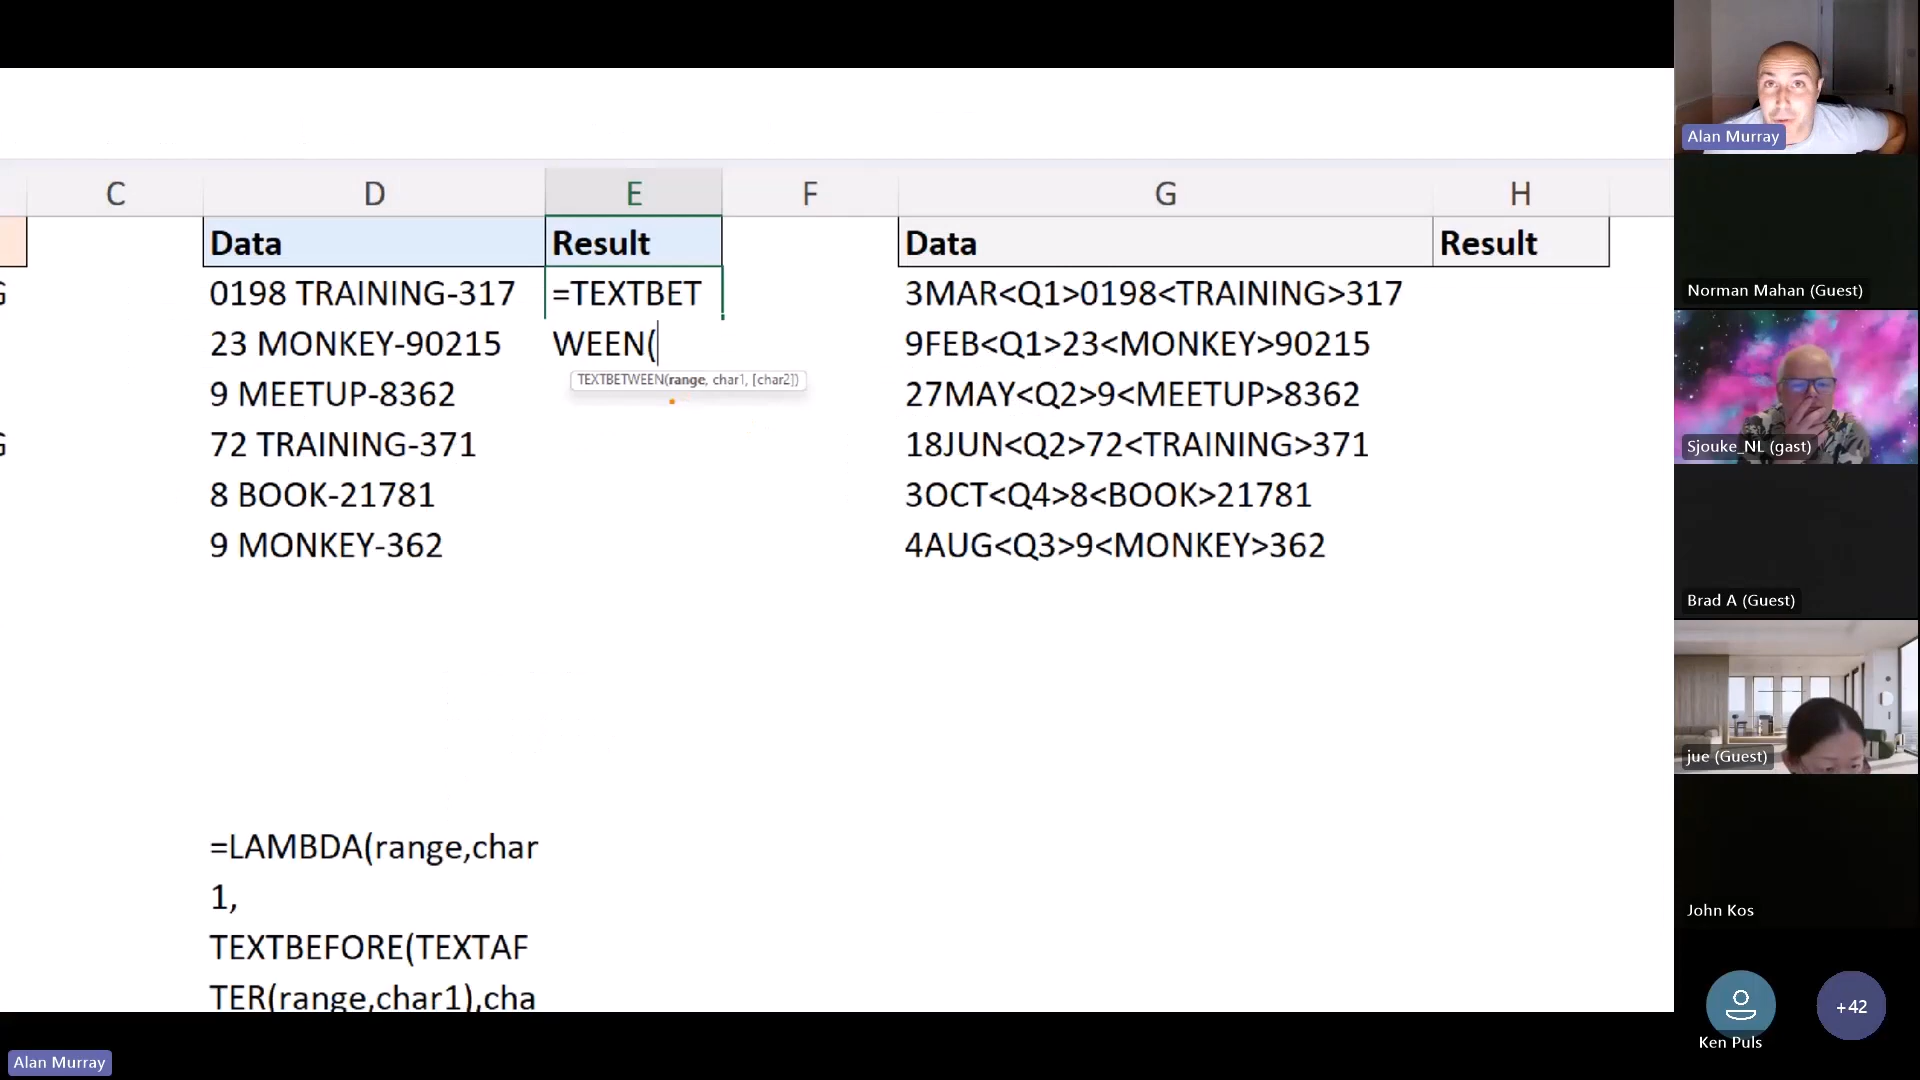 C D E F G H
Data Result Data Result
0198 TRAINING-317 =TEXTBET 3MAR<Q1>0198<TRAINING>317
23 MONKEY-90215 WEEN( 9FEB<Q1>23<MONKEY>90215
TEXTBETWEEN(range, char1, [char2])
9 MEETUP-8362 27MAY<Q2>9<MEETUP>8362
G 72 TRAINING-371 18JUN<Q2>72<TRAINING>371
8 BOOK-21781 3OCT<Q4>8<BOOK>21781
9 MONKEY-362 4AUG<Q3>9<MONKEY>362
=LAMBDA(range,char
1,
TEXTBEFORE(TEXTAF
TER(range,char1),cha
Alan Murray
Alan Murray
Norman Mahan (Guest)
Sjouke_NL (gast)
Brad A (Guest)
jue (Guest)
John Kos
Ken Puls
+42